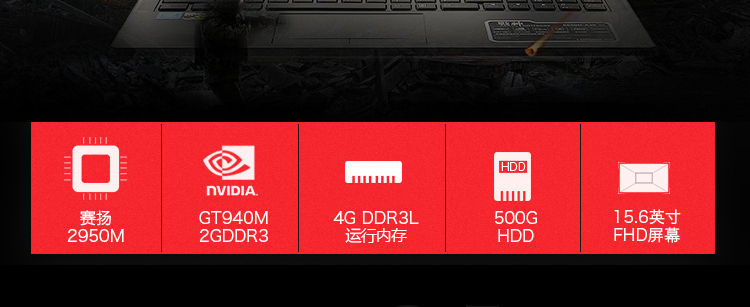 NVIDIA.
HDD
赛扬
2950M
GT940M
2GDDR3
4G DDR3L
运行内存
500G
HDD
15.6英寸
FHD屏幕